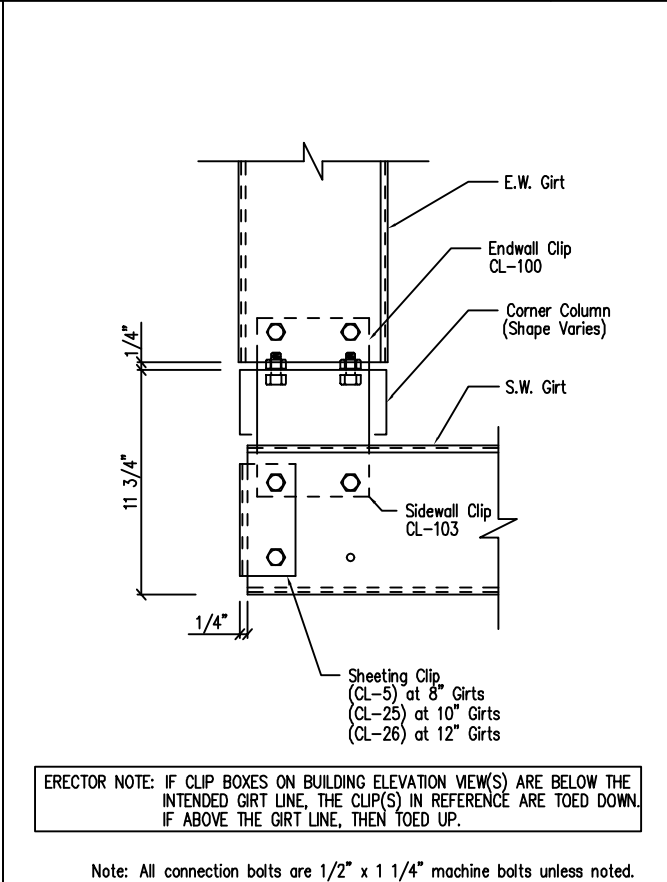 E.W. Girt
Endwall Clip
CL-100
Corner Column
(Shape Varies)
S.W. Girt
1/4"
11 3/4"
Sidewall Clip
CL-103
1/4"
Sheeting Clip
(CL-5) at 8" Girts
(CL-25) at 10" Girts
(CL-26) at 12" Girts
ERECTOR NOTE: IF CLIP BOXES ON BUILDING ELEVATION VIEW(S) ARE BELOW THE
INTENDED GIRT LINE, THE CLIP(S) IN REFERENCE ARE TOED DOWN.
IF ABOVE THE GIRT LINE, THEN TOED UP.
Note: All connection bolts are 1/2" x 1 1/4" machine bolts unless noted.